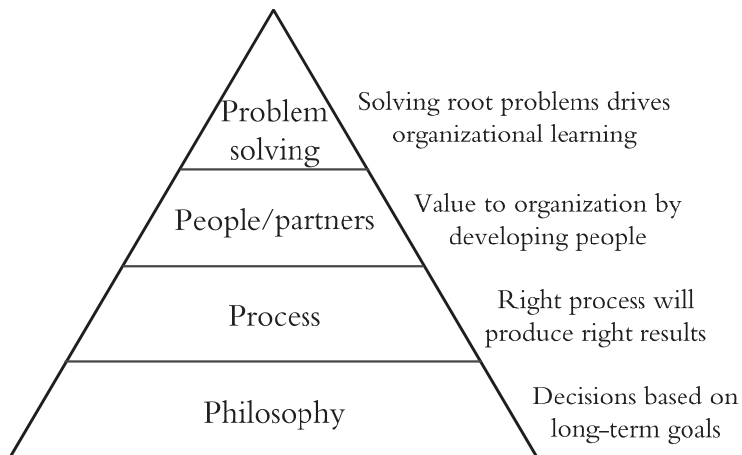 Problem
solving
Solving root problems drives
organizational learning
People/partners
Value to organization by
developing people
Process
Right process will
produce right results
Philosophy
Decisions based on
long-term goals